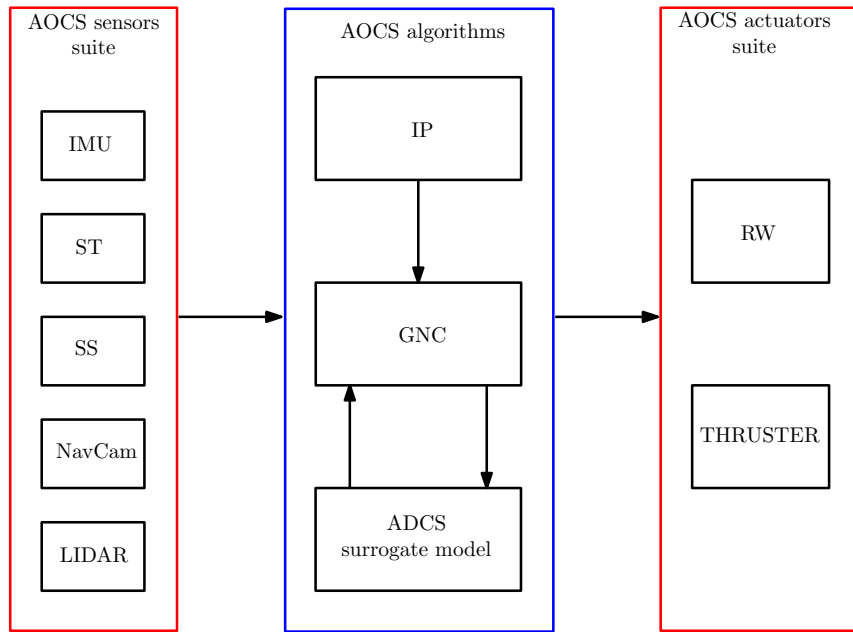 AOCS sensors
suite
IMU
ST
SS
NavCam
LIDAR
AOCS algorithms
IP
GNC
ADCS
surrogate model
AOCS actuators
suite
RW
THRUSTER